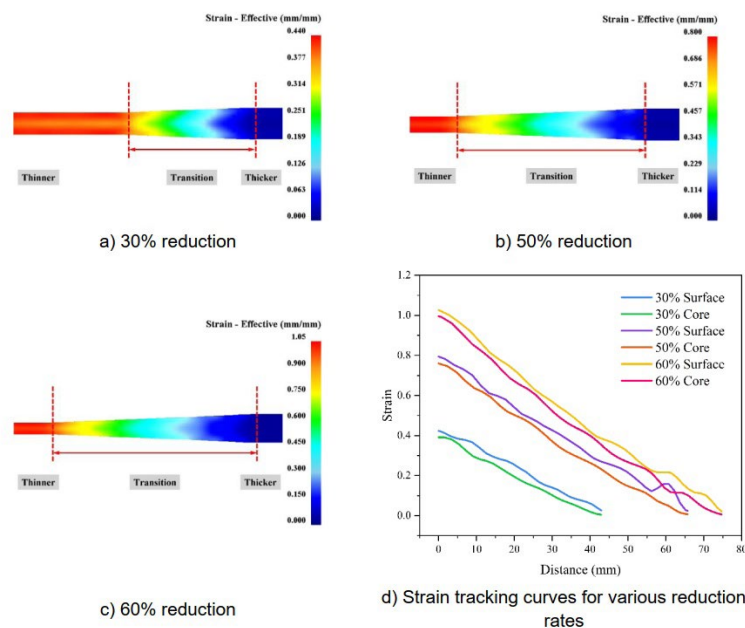 Strain - Effective (mm/mm)
0.440
0.377
0.314
0.251
0.189
0.126
0.063
0.000
Thinner
Transition
Thicker
a) 30% reduction
Strain - Effective (mm/mm)
0.800
0.686
0.571
0.457
0.343
0.229
0.114
0.000
Thinner
Transition
Thicker
b) 50% reduction
Strain - Effective (mm/mm)
1.05
0.900
0.750
0.600
0.450
0.300
0.150
0.000
Thinner
Transition
Thicker
c) 60% reduction
1.2
1.0
0.8
0.6
0.4
0.2
0.0
Strain
30% Surface
30% Core
50% Surface
50% Core
60% Surface
60% Core
0 10 20 30 40 50 60 70 80
Distance (mm)
d) Strain tracking curves for various reduction
rates